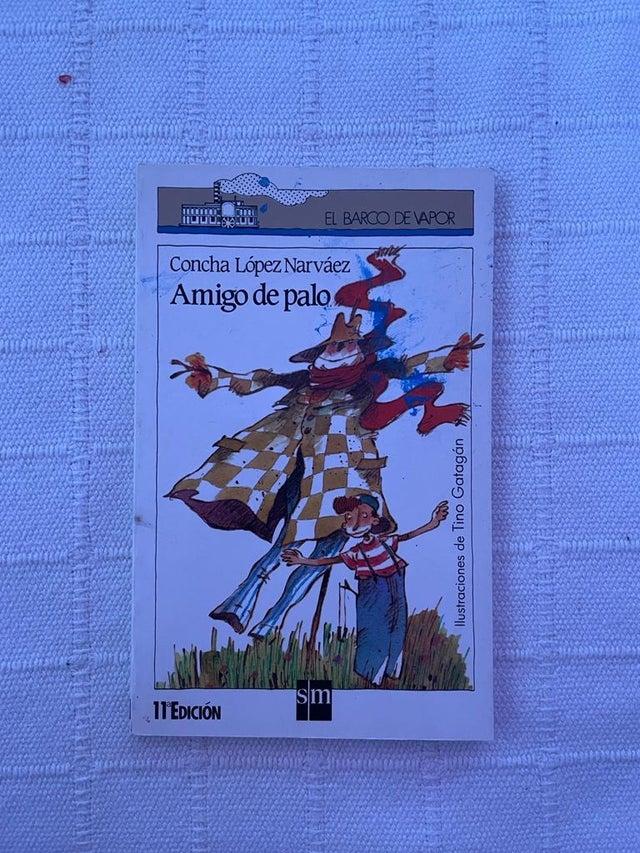 EL BARCO DE VAPOR
Concha López Narváez
Amigo de palo
Ilustraciones de Tino Gatagán
11ª EDICIÓN
sm